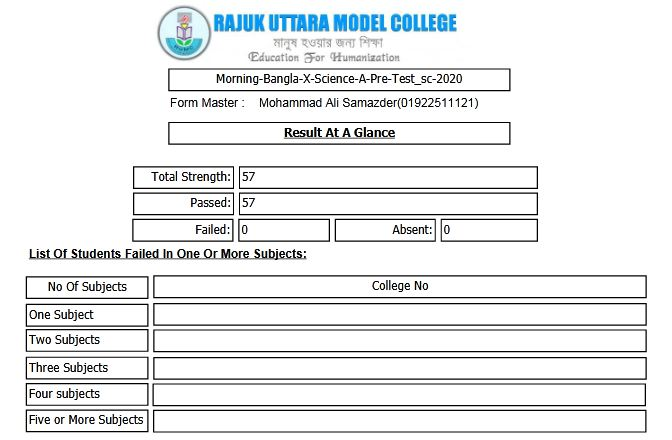 RAJUK UTTARA MODEL COLLEGE
মানুষ হওয়ার জন্য শিক্ষা
Education For Humanization
Morning-Bangla-X-Science-A-Pre-Test_sc-2020
Form Master : Mohammad Ali Samazder(01922511121)
Result At A Glance
Total Strength: 57
Passed: 57
Failed: 0 Absent: 0
List Of Students Failed In One Or More Subjects:
No Of Subjects College No
One Subject
Two Subjects
Three Subjects
Four subjects
Five or More Subjects